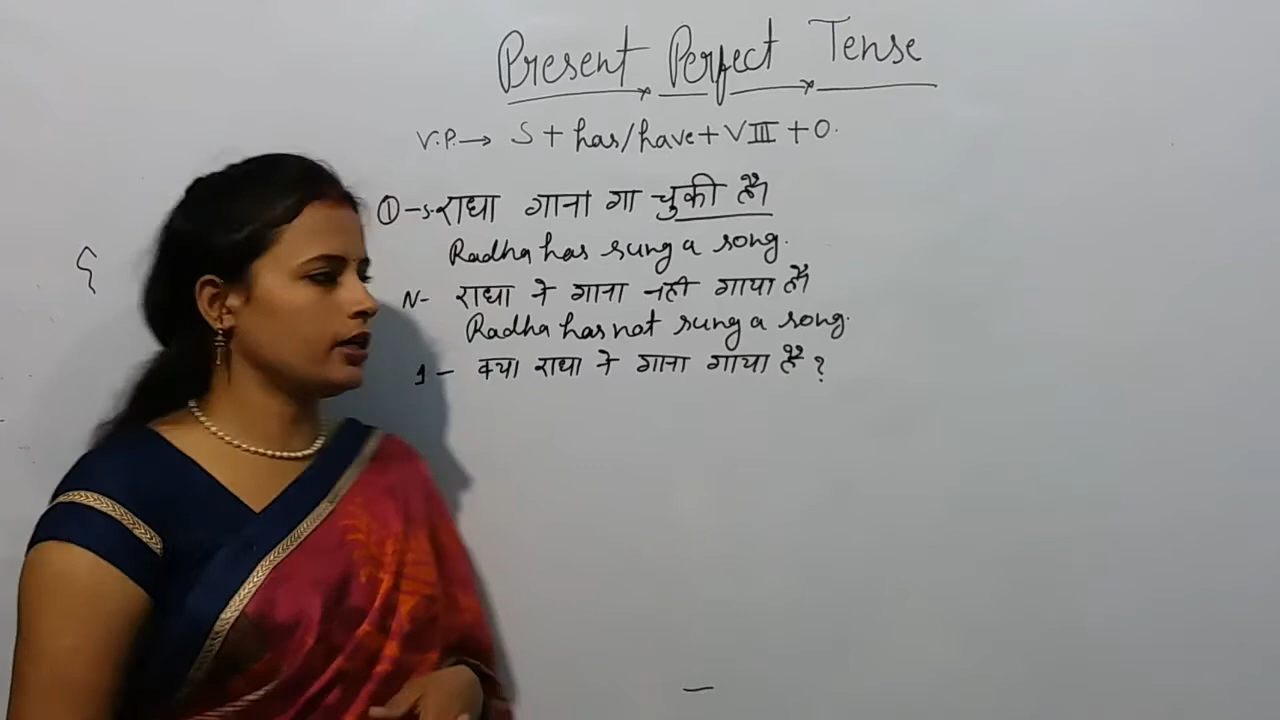 Present Perfect Tense
V.P.→ S + has/have + VIII + O.
①-S. राधा गाना गा चुकी है।
Radha has sung a song.
N- राधा ने गाना नही गाया है।
Radha has not sung a song.
I- क्या राधा ने गाना गाया है ?